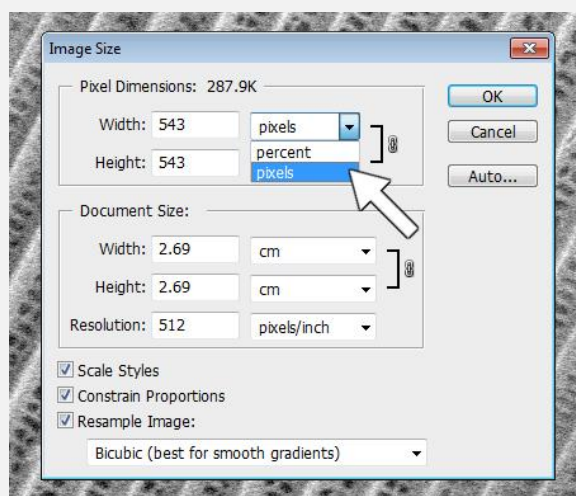 Image Size
Pixel Dimensions: 287.9K
Width: 543 pixels
percent
Height: 543 pixels
OK
Cancel
Auto...
Document Size:
Width: 2.69 cm
Height: 2.69 cm
Resolution: 512 pixels/inch
Scale Styles
Constrain Proportions
Resample Image:
Bicubic (best for smooth gradients)